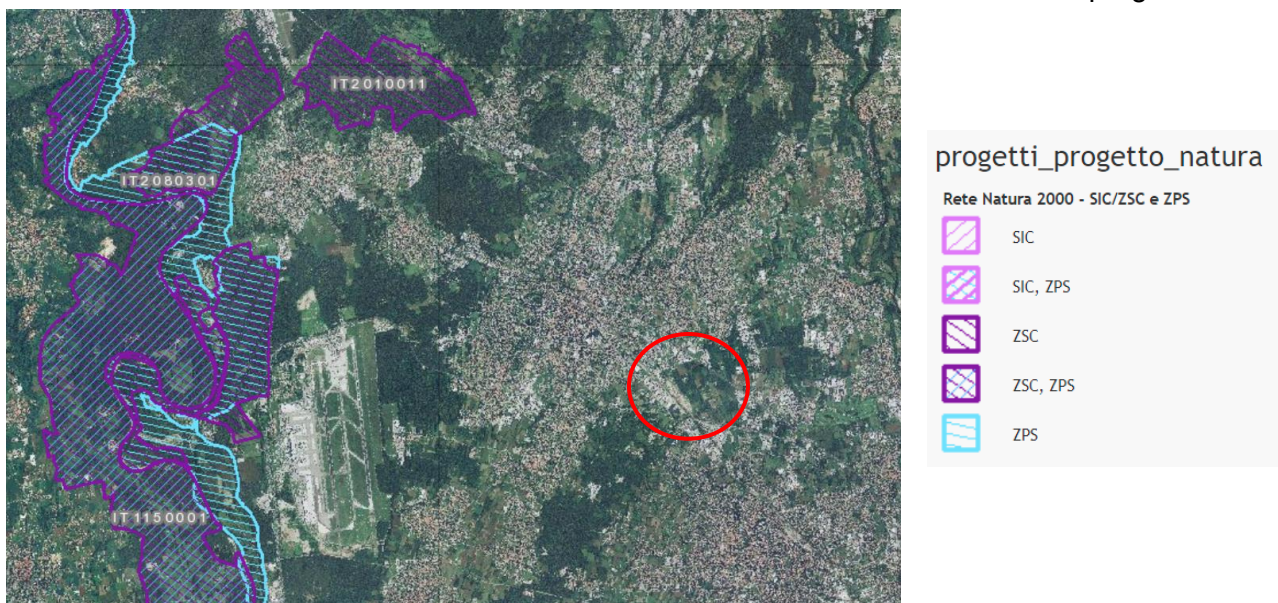 IT2010011
IT2080301
IT1150001
progetti_progetto_natura
Rete Natura 2000 - SIC/ZSC e ZPS
SIC
SIC, ZPS
ZSC
ZSC, ZPS
ZPS